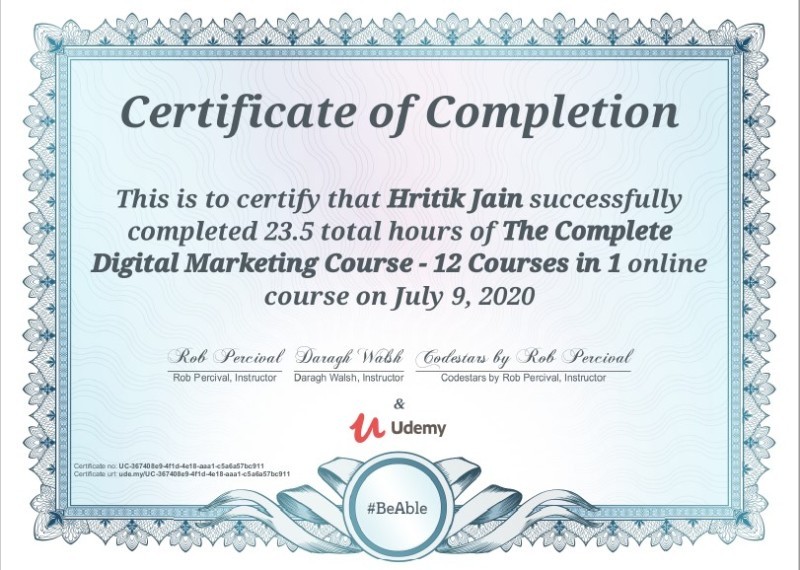 Certificate of Completion
This is to certify that Hritik Jain successfully
completed 23.5 total hours of The Complete
Digital Marketing Course - 12 Courses in 1 online
course on July 9, 2020
Rob Percival Daragh Walsh Codestars by Rob Percival
Rob Percival, Instructor Daragh Walsh, Instructor Codestars by Rob Percival, Instructor
&
Udemy
Certificate no: UC-367408e9-4f1d-4e18-aaa1-c5a6a57bc911
Certificate url: ude.my/UC-367408e9-4f1d-4e18-aaa1-c5a6a57bc911
#BeAble